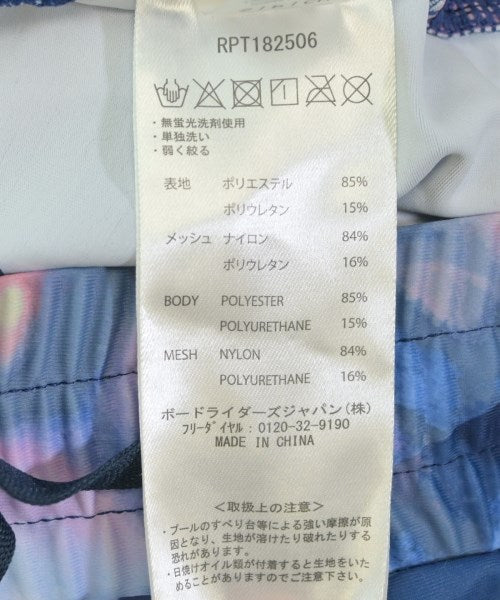 RPT182506
・無蛍光洗剤使用
・単独洗い
・弱く絞る
表地 ポリエステル 85%
ポリウレタン 15%
メッシュ ナイロン 84%
ポリウレタン 16%
BODY POLYESTER 85%
POLYURETHANE 15%
MESH NYLON 84%
POLYURETHANE 16%
ボードライダーズジャパン(株)
フリーダイヤル:0120-32-9190
MADE IN CHINA
<取扱上の注意>
・プールのすべり台等による強い摩擦が原
因となり、生地が溶けたり破れたりする
恐れがあります。
・日焼けオイル類が付着すると生地をいた
めることがありますのでご注意下さい。